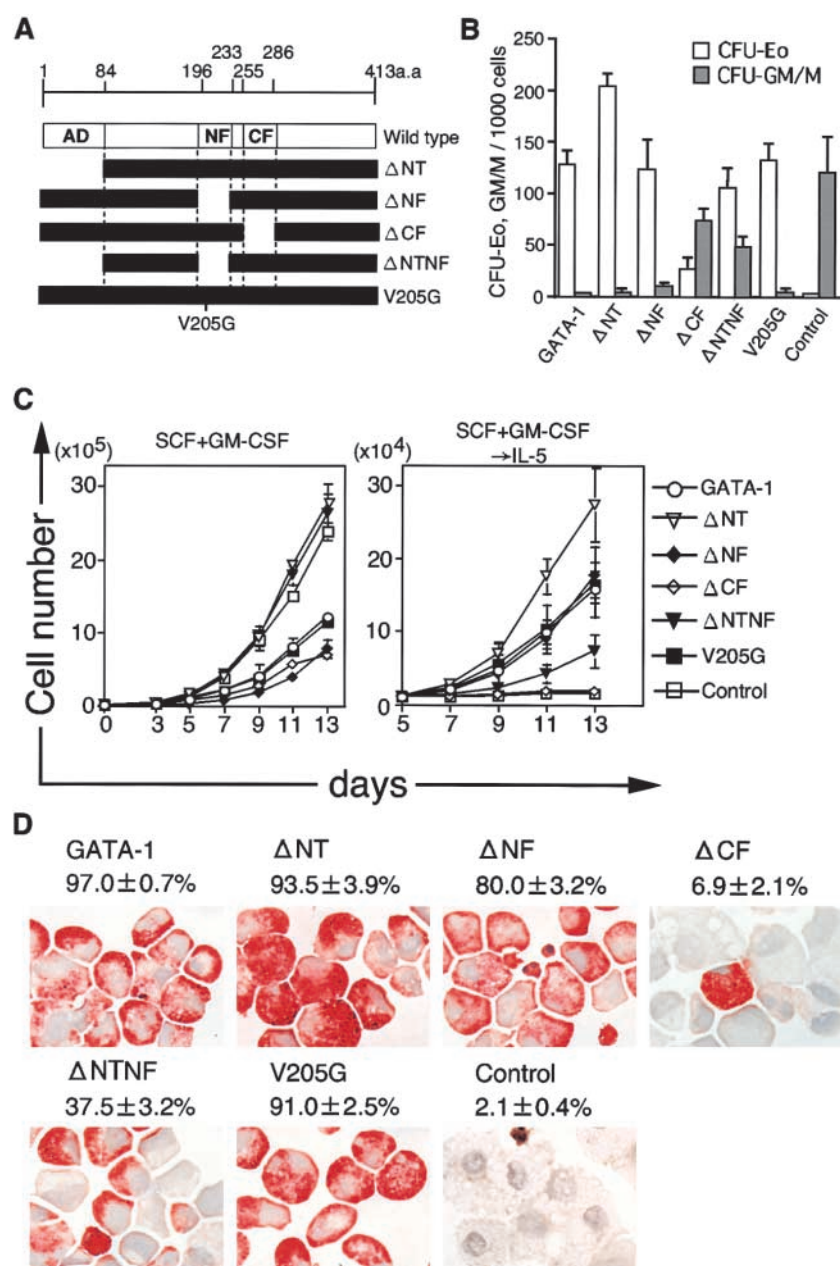 A
233 286
1 84 196 255 413a.a
AD NF CF Wild type
ΔNT
ΔNF
ΔCF
ΔNTNF
V205G
V205G
B
CFU-Eo
CFU-GM/M
CFU-Eo, GM/M / 1000 cells
250
200
150
100
50
0
GATA-1 ΔNT ΔNF ΔCF ΔNTNF V205G Control
C
Cell number
(x10⁵) SCF+GM-CSF
30
20
10
0
0 3 5 7 9 11 13
(x10⁴) SCF+GM-CSF
→IL-5
30
20
10
0
5 7 9 11 13
GATA-1
ΔNT
ΔNF
ΔCF
ΔNTNF
V205G
Control
days
D
GATA-1 ΔNT ΔNF ΔCF
97.0±0.7% 93.5±3.9% 80.0±3.2% 6.9±2.1%
ΔNTNF V205G Control
37.5±3.2% 91.0±2.5% 2.1±0.4%